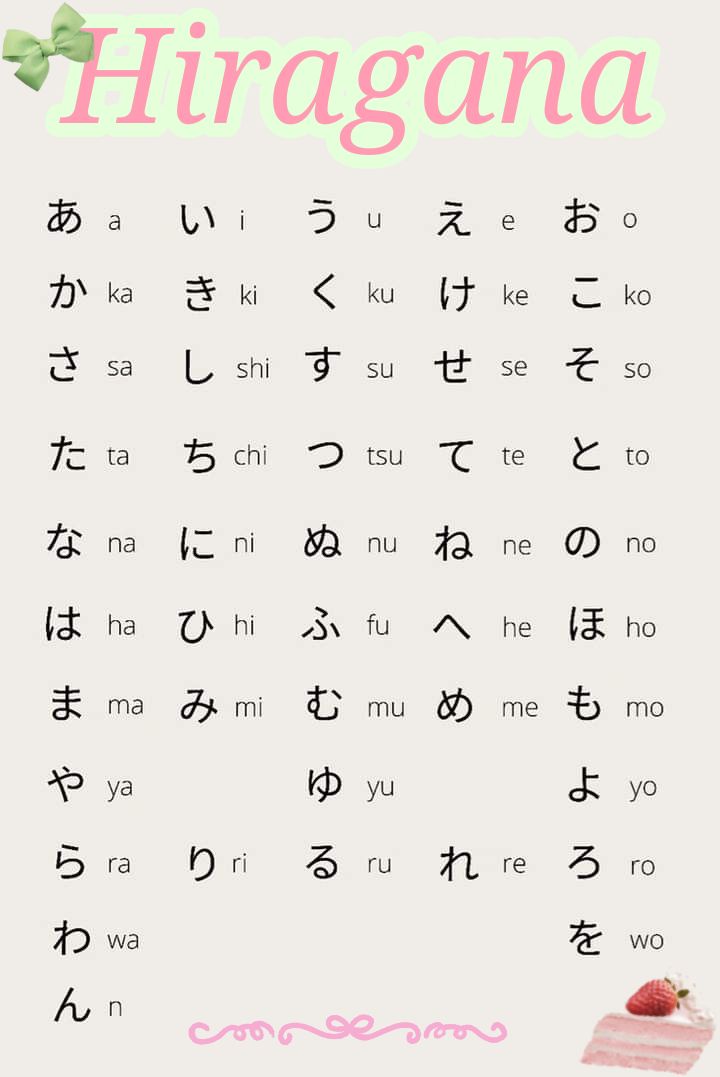 Hiragana
あ a い i う u え e お o
か ka き ki く ku け ke こ ko
さ sa し shi す su せ se そ so
た ta ち chi つ tsu て te と to
な na に ni ぬ nu ね ne の no
は ha ひ hi ふ fu へ he ほ ho
ま ma み mi む mu め me も mo
や ya ゆ yu よ yo
ら ra り ri る ru れ re ろ ro
わ wa を wo
ん n